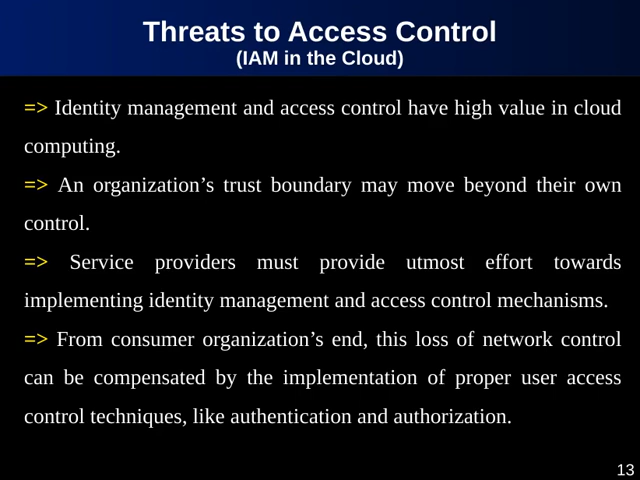 Threats to Access Control
(IAM in the Cloud)
=> Identity management and access control have high value in cloud
computing.
=> An organization’s trust boundary may move beyond their own
control.
=> Service providers must provide utmost effort towards
implementing identity management and access control mechanisms.
=> From consumer organization’s end, this loss of network control
can be compensated by the implementation of proper user access
control techniques, like authentication and authorization.
13